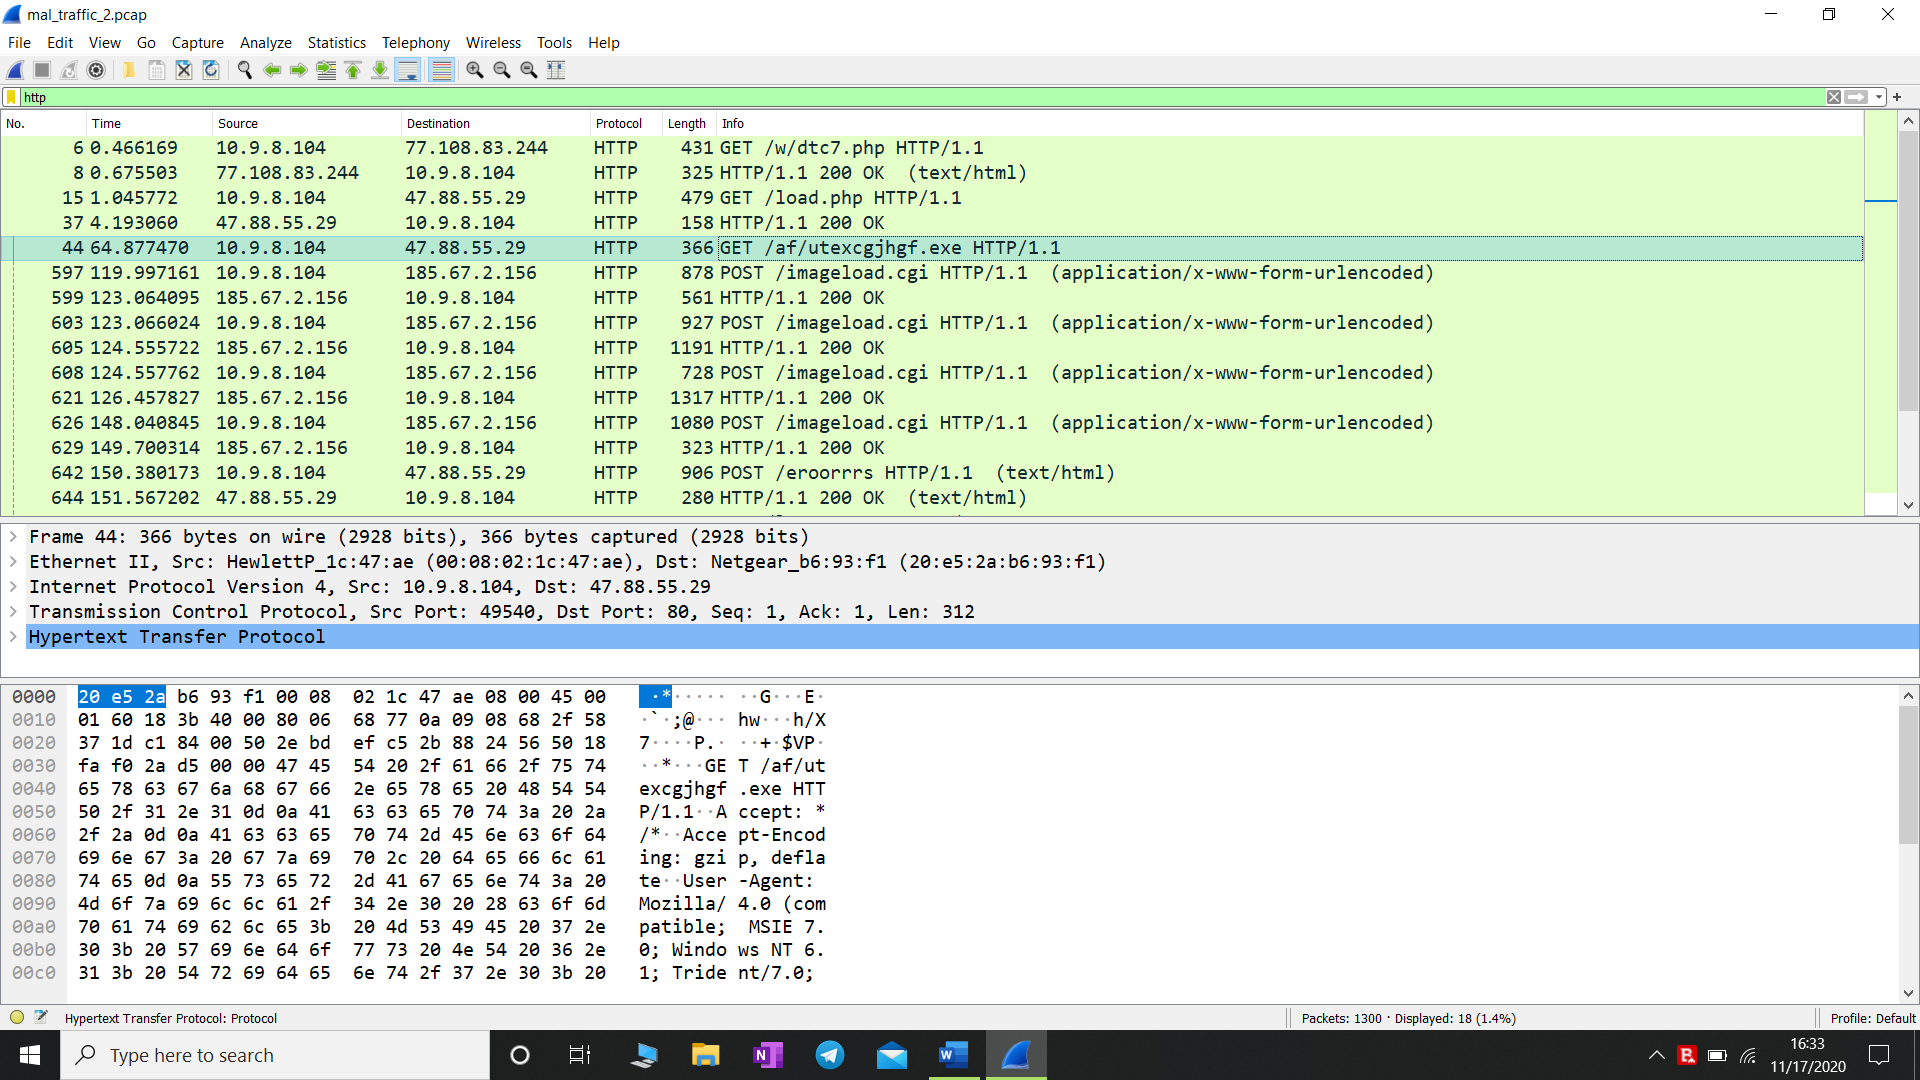 mal_traffic_2.pcap
File Edit View Go Capture Analyze Statistics Telephony Wireless Tools Help
http
No. Time Source Destination Protocol Length Info
6 0.466169 10.9.8.104 77.108.83.244 HTTP 431 GET /w/dtc7.php HTTP/1.1
8 0.675503 77.108.83.244 10.9.8.104 HTTP 325 HTTP/1.1 200 OK (text/html)
15 1.045772 10.9.8.104 47.88.55.29 HTTP 479 GET /load.php HTTP/1.1
37 4.193060 47.88.55.29 10.9.8.104 HTTP 158 HTTP/1.1 200 OK
44 64.877470 10.9.8.104 47.88.55.29 HTTP 366 GET /af/utexcgjhgf.exe HTTP/1.1
597 119.997161 10.9.8.104 185.67.2.156 HTTP 878 POST /imageload.cgi HTTP/1.1 (application/x-www-form-urlencoded)
599 123.064095 185.67.2.156 10.9.8.104 HTTP 561 HTTP/1.1 200 OK
603 123.066024 10.9.8.104 185.67.2.156 HTTP 927 POST /imageload.cgi HTTP/1.1 (application/x-www-form-urlencoded)
605 124.555722 185.67.2.156 10.9.8.104 HTTP 1191 HTTP/1.1 200 OK
608 124.557762 10.9.8.104 185.67.2.156 HTTP 728 POST /imageload.cgi HTTP/1.1 (application/x-www-form-urlencoded)
621 126.457827 185.67.2.156 10.9.8.104 HTTP 1317 HTTP/1.1 200 OK
626 148.040845 10.9.8.104 185.67.2.156 HTTP 1080 POST /imageload.cgi HTTP/1.1 (application/x-www-form-urlencoded)
629 149.700314 185.67.2.156 10.9.8.104 HTTP 323 HTTP/1.1 200 OK
642 150.380173 10.9.8.104 47.88.55.29 HTTP 906 POST /eroorrrs HTTP/1.1 (text/html)
644 151.567202 47.88.55.29 10.9.8.104 HTTP 280 HTTP/1.1 200 OK (text/html)
Frame 44: 366 bytes on wire (2928 bits), 366 bytes captured (2928 bits)
Ethernet II, Src: HewlettP_1c:47:ae (00:08:02:1c:47:ae), Dst: Netgear_b6:93:f1 (20:e5:2a:b6:93:f1)
Internet Protocol Version 4, Src: 10.9.8.104, Dst: 47.88.55.29
Transmission Control Protocol, Src Port: 49540, Dst Port: 80, Seq: 1, Ack: 1, Len: 312
Hypertext Transfer Protocol
0000 20 e5 2a b6 93 f1 00 08 02 1c 47 ae 08 00 45 00 ·*····· ··G···E·
0010 01 60 18 3b 40 00 80 06 68 77 0a 09 08 68 2f 58 ·`·;@··· hw···h/X
0020 37 1d c1 84 00 50 2e bd ef c5 2b 88 24 56 50 18 7····P.· ··+·$VP·
0030 fa f0 2a d5 00 00 47 45 54 20 2f 61 66 2f 75 74 ··*···GE T /af/ut
0040 65 78 63 67 6a 68 67 66 2e 65 78 65 20 48 54 54 excgjhgf .exe HTT
0050 50 2f 31 2e 31 0d 0a 41 63 63 65 70 74 3a 20 2a P/1.1··A ccept: *
0060 2f 2a 0d 0a 41 63 63 65 70 74 2d 45 6e 63 6f 64 /*··Acce pt-Encod
0070 69 6e 67 3a 20 67 7a 69 70 2c 20 64 65 66 6c 61 ing: gzi p, defla
0080 74 65 0d 0a 55 73 65 72 2d 41 67 65 6e 74 3a 20 te··User -Agent:
0090 4d 6f 7a 69 6c 6c 61 2f 34 2e 30 20 28 63 6f 6d Mozilla/ 4.0 (com
00a0 70 61 74 69 62 6c 65 3b 20 4d 53 49 45 20 37 2e patible;  MSIE 7.
00b0 30 3b 20 57 69 6e 64 6f 77 73 20 4e 54 20 36 2e 0; Windo ws NT 6.
00c0 31 3b 20 54 72 69 64 65 6e 74 2f 37 2e 30 3b 20 1; Tride nt/7.0;
Hypertext Transfer Protocol: Protocol Packets: 1300 · Displayed: 18 (1.4%) Profile: Default
Type here to search
16:33
11/17/2020